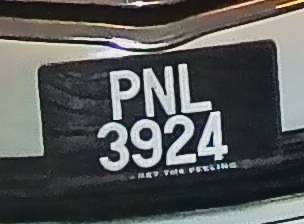 PNL
3924
GET THE FEELING